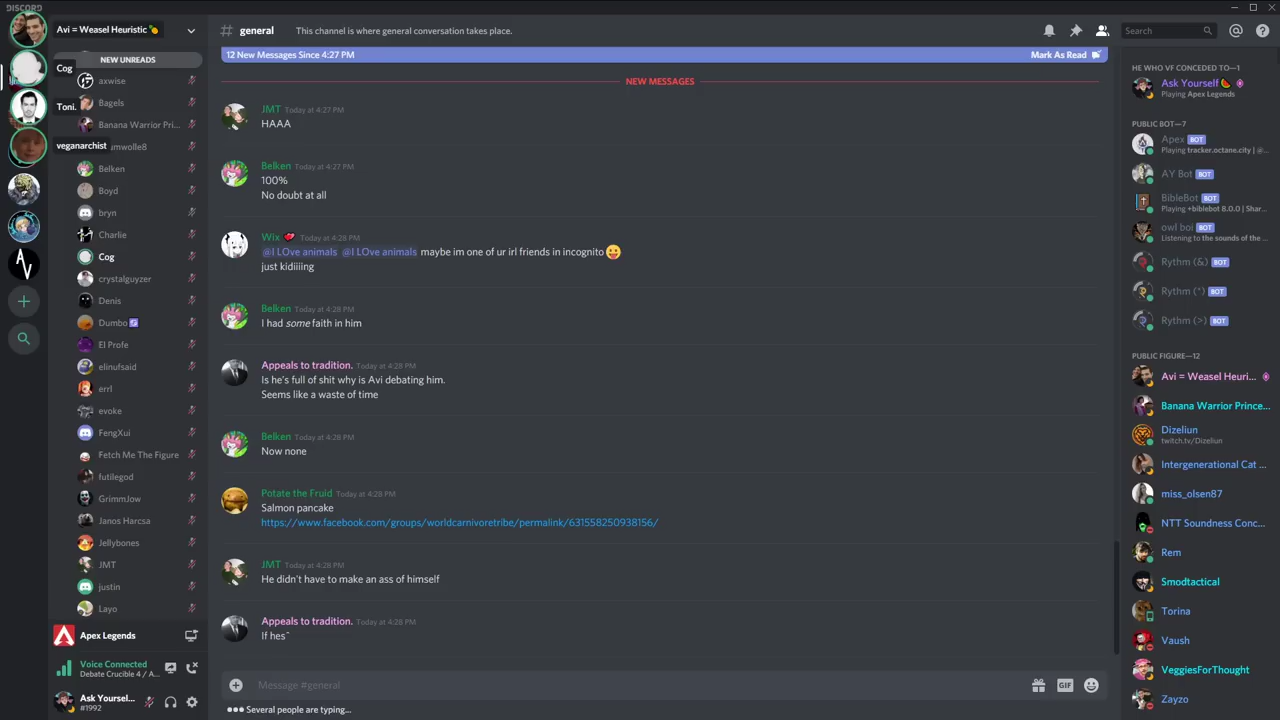 DISCORD
Avi = Weasel Heuristic
# general
This channel is where general conversation takes place.
Search
Cog
Toni.
veganarchist
NEW UNREADS
axwise
Bagels
Banana Warrior Pri...
mwolle8
Belken
Boyd
bryn
Charlie
Cog
crystalguyzer
Denis
Dumbo
El Profe
elinufsaid
errl
evoke
FengXui
Fetch Me The Figure
futilegod
GrimmJow
Janos Harcsa
Jellybones
JMT
justin
Layo
Apex Legends
Voice Connected
Debate Crucible 4 / A...
Ask Yoursel...
#1992
12 New Messages Since 4:27 PM
Mark As Read
NEW MESSAGES
JMT Today at 4:27 PM
HAAA
Belken Today at 4:27 PM
100%
No doubt at all
Wix Today at 4:28 PM
@I LOve animals @I LOve animals maybe im one of ur irl friends in incognito
just kidiiiing
Belken Today at 4:28 PM
I had some faith in him
Appeals to tradition. Today at 4:28 PM
Is he's full of shit why is Avi debating him.
Seems like a waste of time
Belken Today at 4:28 PM
Now none
Potate the Fruid Today at 4:28 PM
Salmon pancake
https://www.facebook.com/groups/worldcarnivoretribe/permalink/631558250938156/
JMT Today at 4:28 PM
He didn't have to make an ass of himself
Appeals to tradition. Today at 4:28 PM
If hes^
Message #general
GIF
Several people are typing...
HE WHO VF CONCEDED TO—1
Ask Yourself
Playing Apex Legends
PUBLIC BOT—7
Apex BOT
Playing tracker.octane.city | @...
AY Bot BOT
BibleBot BOT
Playing +biblebot 8.0.0 | Shar...
owl boi BOT
Listening to the sounds of the ...
Rythm (&) BOT
Rythm (*) BOT
Rythm (>) BOT
PUBLIC FIGURE—12
Avi = Weasel Heuri...
Banana Warrior Prince...
Dizeliun
twitch.tv/Dizeliun
Intergenerational Cat ...
miss_olsen87
NTT Soundness Conc...
Rem
Smodtactical
Torina
Vaush
VeggiesForThought
Zayzo